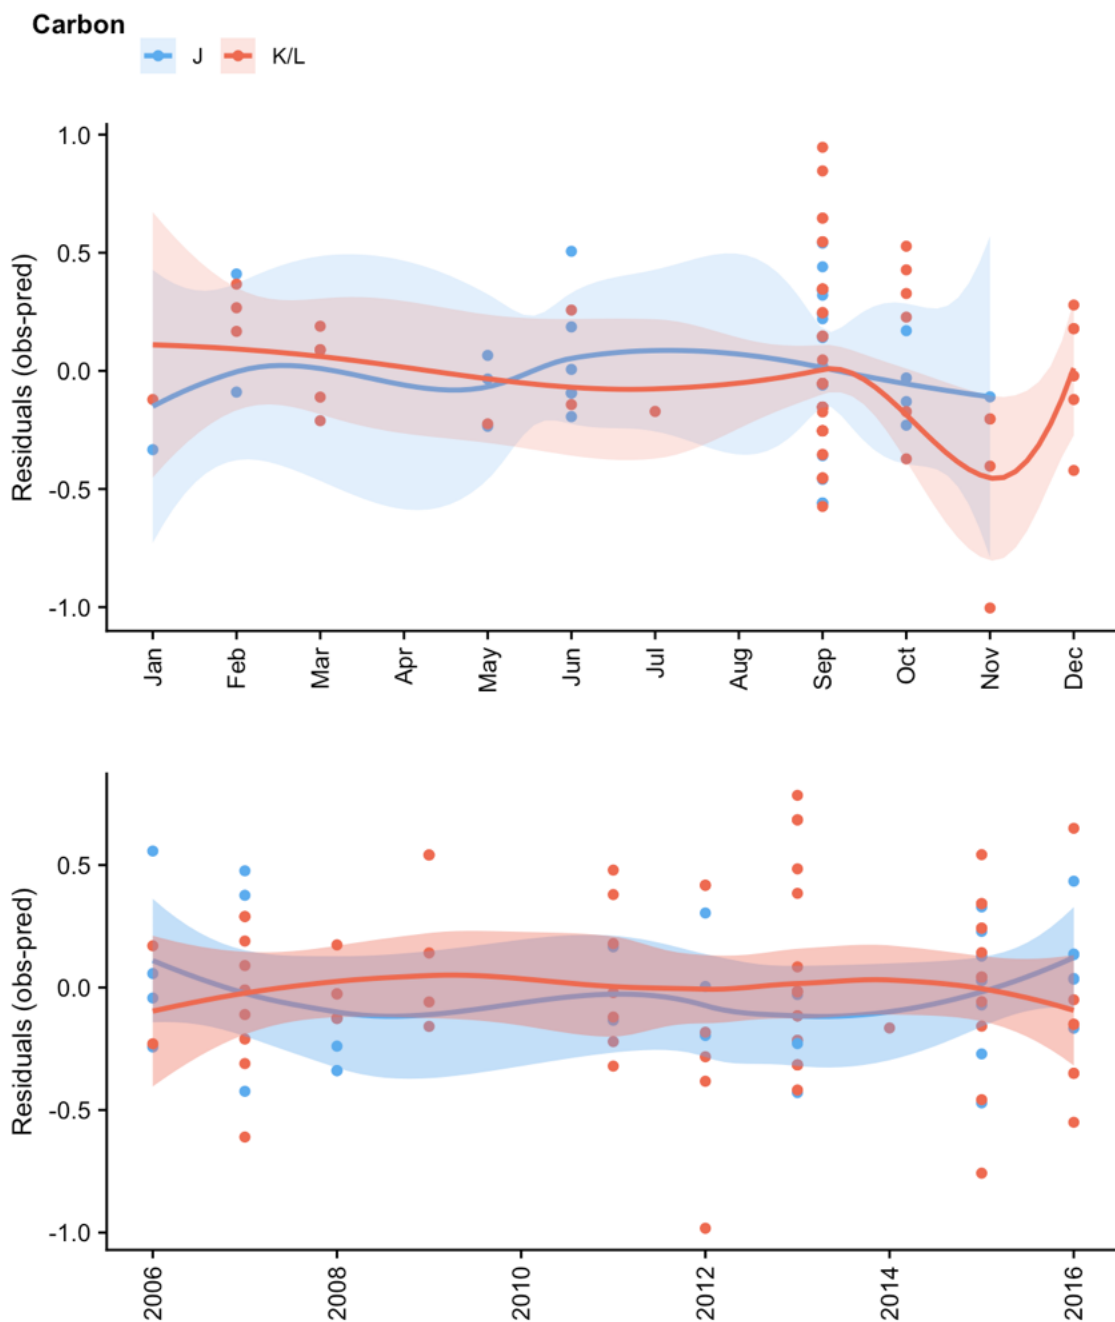 Carbon
J K/L
Residuals (obs-pred)
1.0
0.5
0.0
-0.5
-1.0
Jan Feb Mar Apr May Jun Jul Aug Sep Oct Nov Dec
Residuals (obs-pred)
0.5
0.0
-0.5
-1.0
2006 2008 2010 2012 2014 2016